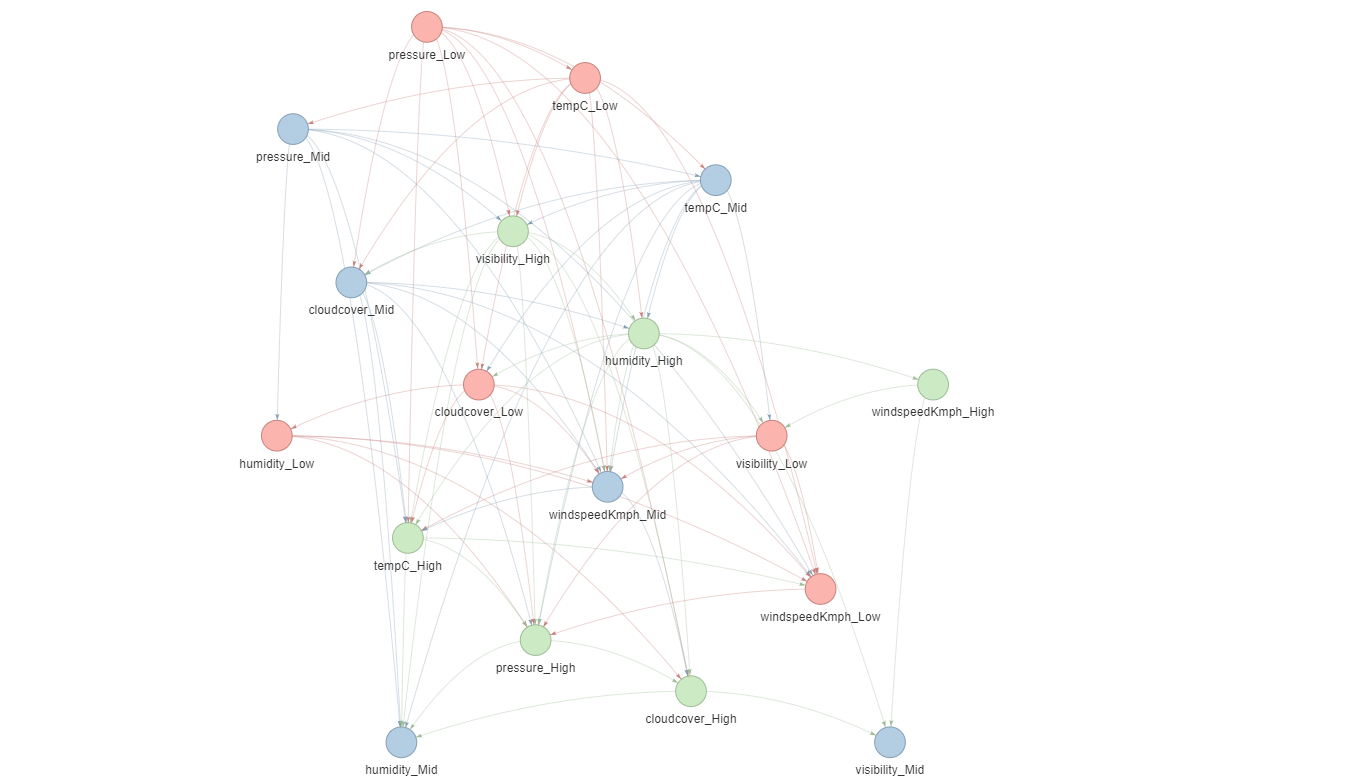 pressure_Low
tempC_Low
pressure_Mid
tempC_Mid
visibility_High
cloudcover_Mid
humidity_High
cloudcover_Low
windspeedKmph_High
humidity_Low
visibility_Low
windspeedKmph_Mid
tempC_High
windspeedKmph_Low
pressure_High
cloudcover_High
humidity_Mid
visibility_Mid